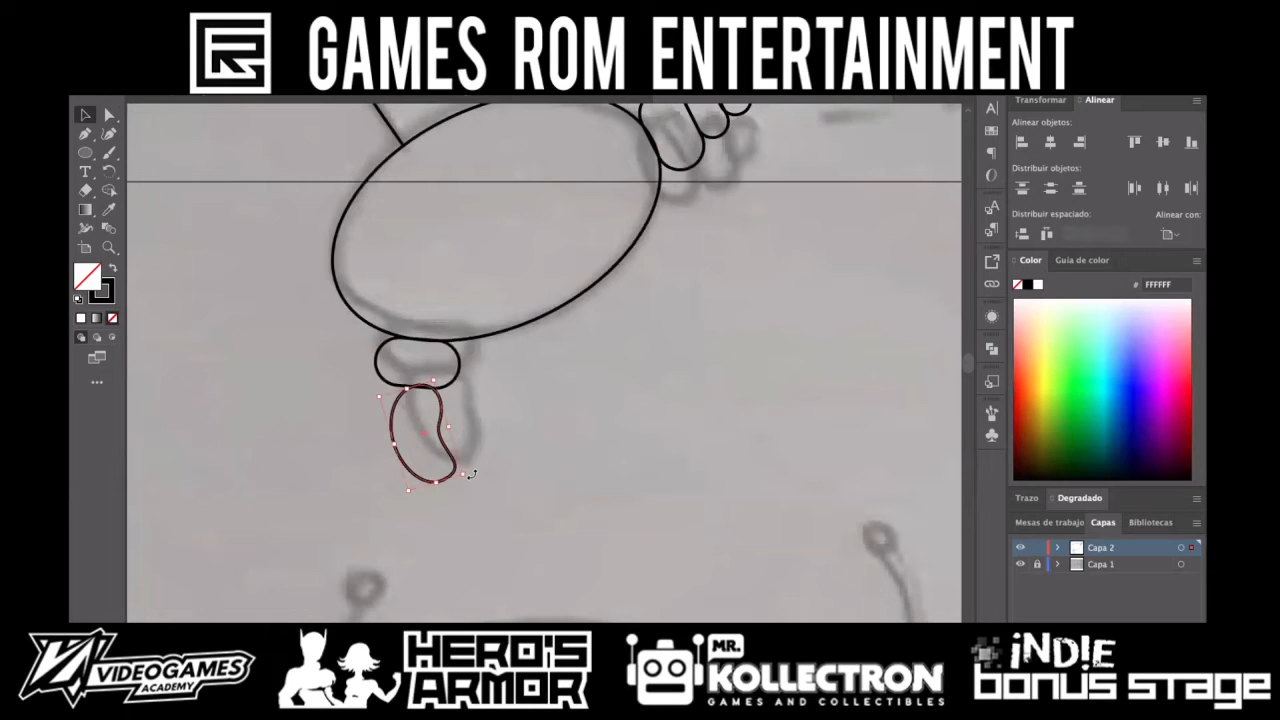 GAMES ROM ENTERTAINMENT
Transformar Alinear
Alinear objetos:
Distribuir objetos:
Distribuir espaciado: Alinear con:
Color Guía de color
# FFFFFF
Trazo Degradado
Mesas de trabajo Capas Bibliotecas
Capa 2
Capa 1
VIDEOGAMES
ACADEMY
HERO'S
ARMOR
MR.
KOLLECTRON
GAMES AND COLLECTIBLES
iNDiE
BONUS STAGE